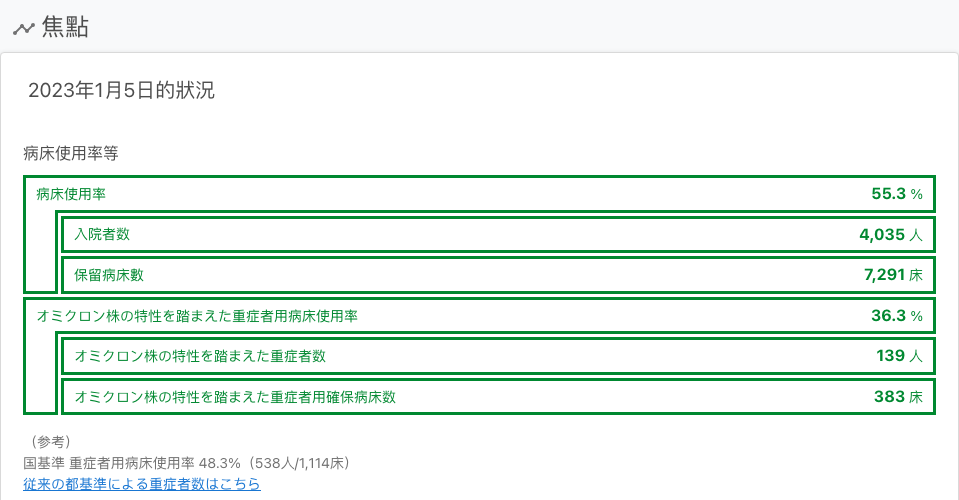 焦點
2023年1月5日的狀況
病床使用率等
病床使用率 55.3 %
入院者数 4,035 人
保留病床數 7,291 床
オミクロン株の特性を踏まえた重症者用病床使用率 36.3 %
オミクロン株の特性を踏まえた重症者数 139 人
オミクロン株の特性を踏まえた重症者用確保病床数 383 床
（参考）
国基準 重症者用病床使用率 48.3%（538人/1,114床）
従来の都基準による重症者数はこちら